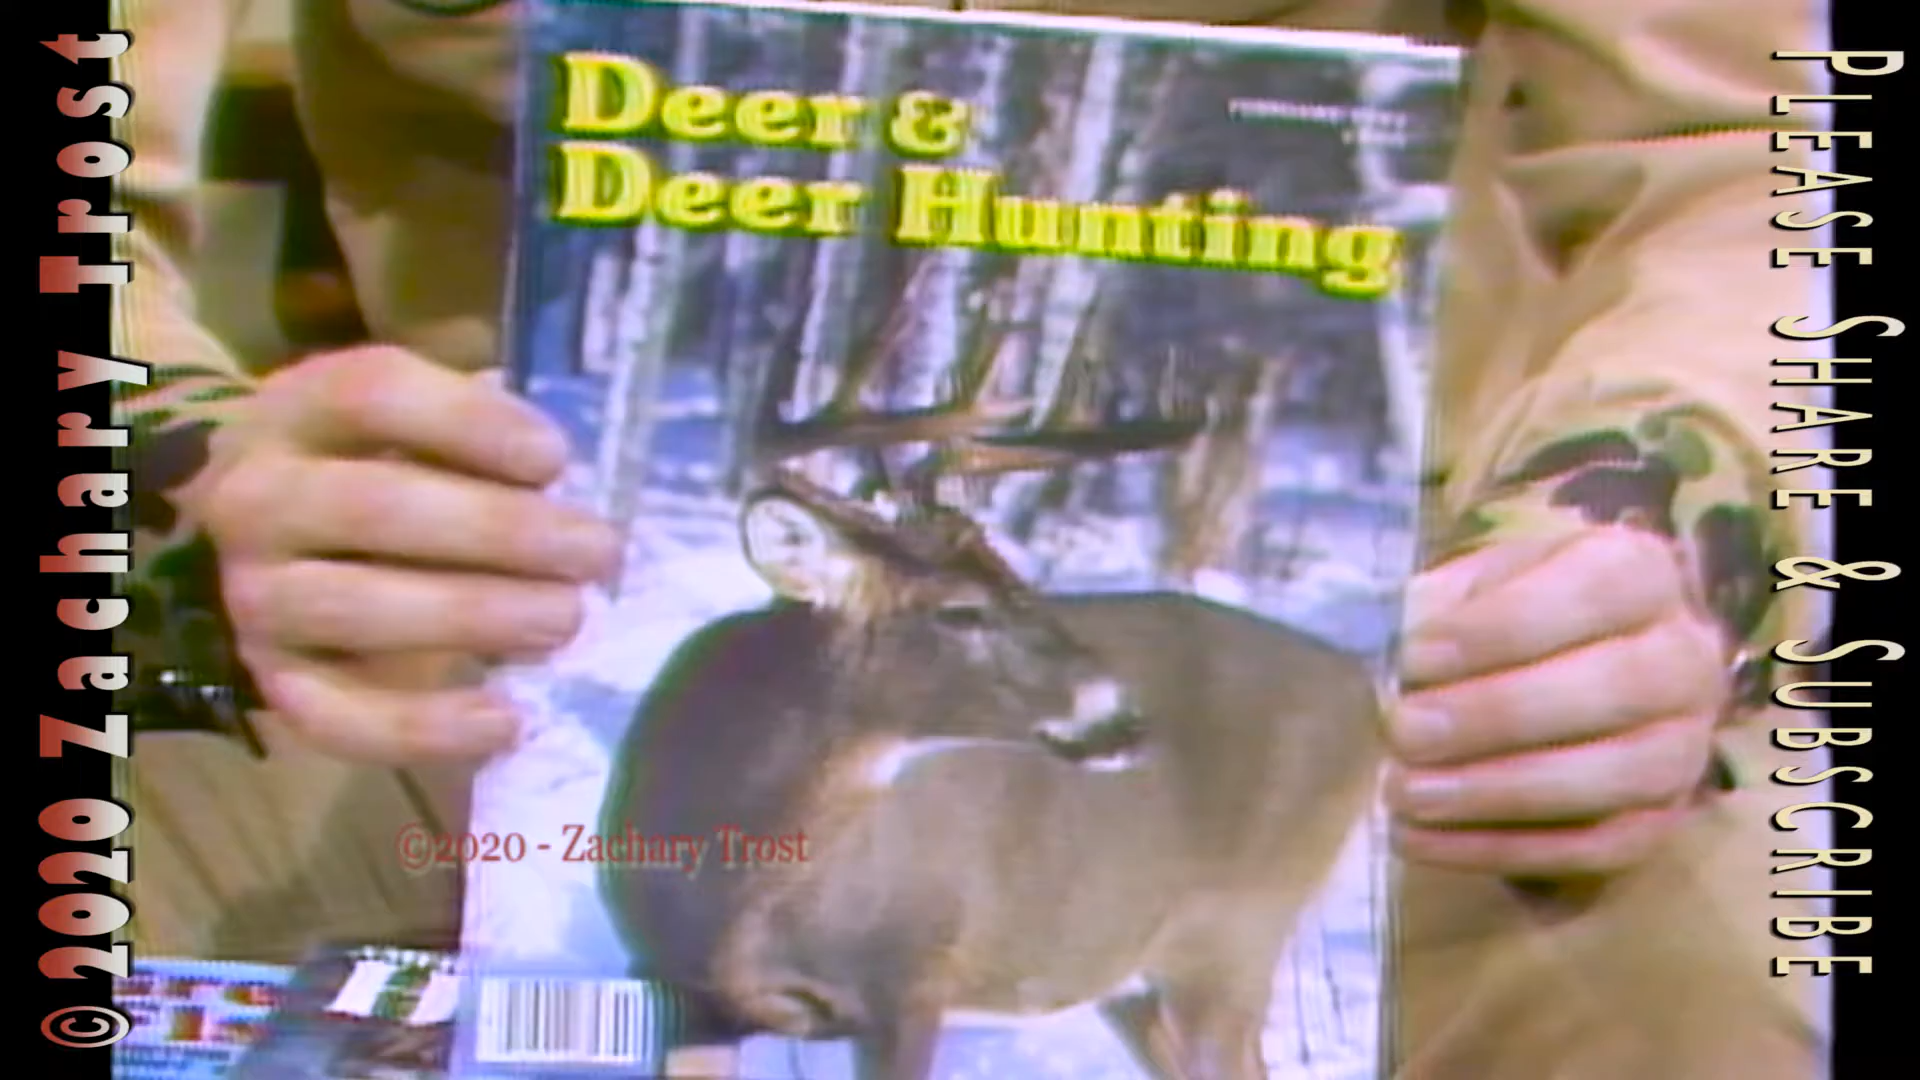 © 2020 Zachary Trost
Deer &
Deer Hunting
©2020 - Zachary Trost
Please Share & Subscribe